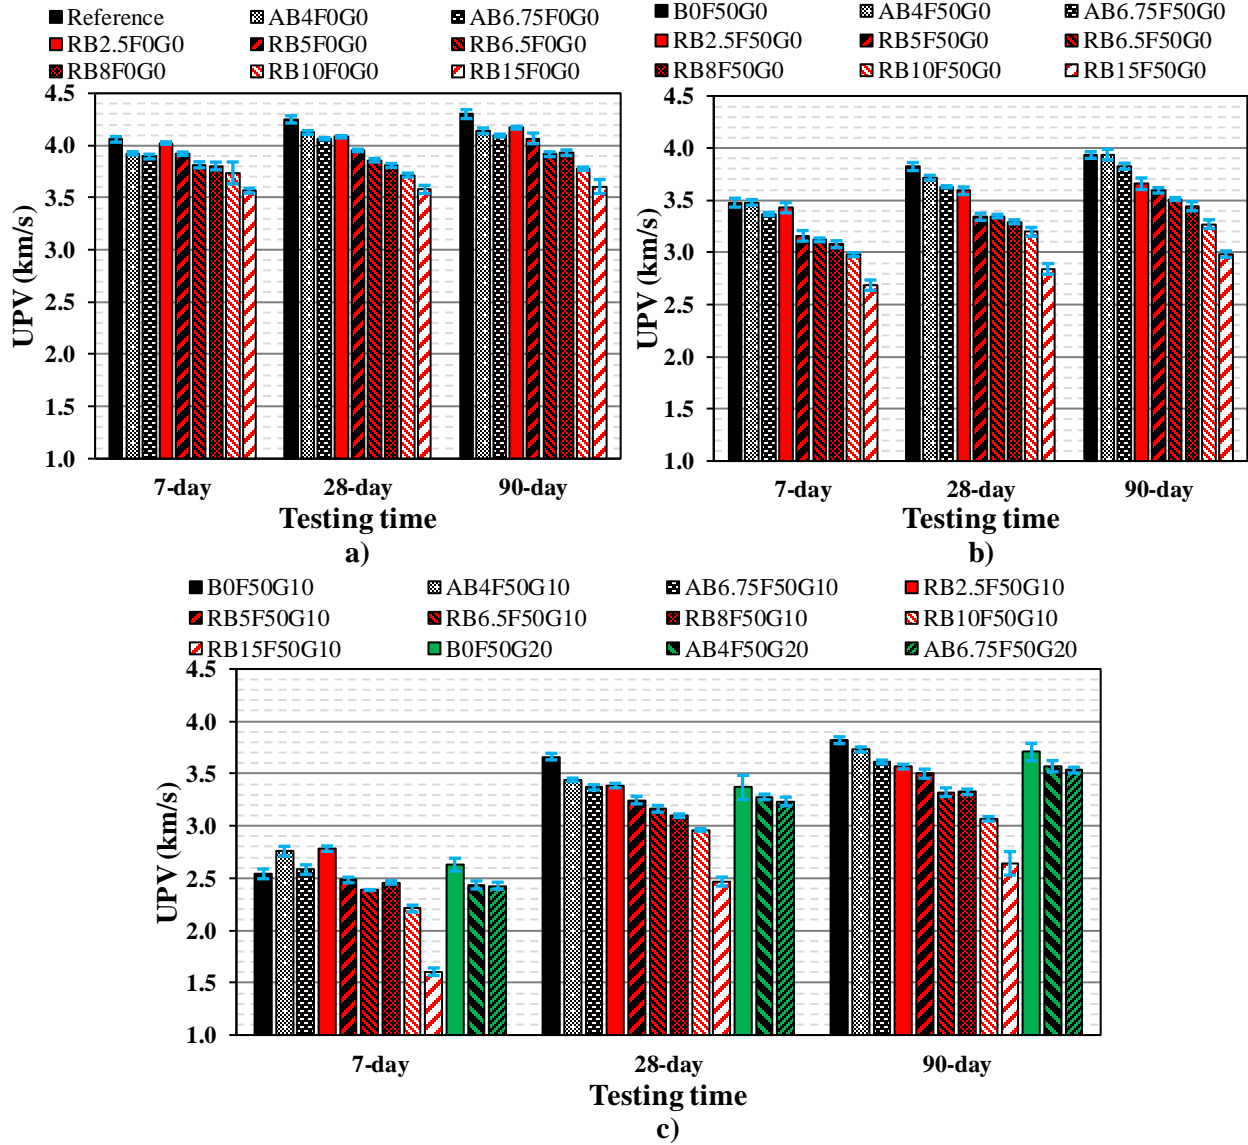 Reference AB4F0G0 AB6.75F0G0
RB2.5F0G0 RB5F0G0 RB6.5F0G0
RB8F0G0 RB10F0G0 RB15F0G0
4.5
4.0
3.5
3.0
2.5
2.0
1.5
1.0
UPV (km/s)
7-day 28-day 90-day
Testing time
a)
B0F50G0 AB4F50G0 AB6.75F50G0
RB2.5F50G0 RB5F50G0 RB6.5F50G0
RB8F50G0 RB10F50G0 RB15F50G0
4.5
4.0
3.5
3.0
2.5
2.0
1.5
1.0
UPV (km/s)
7-day 28-day 90-day
Testing time
b)
B0F50G10 AB4F50G10 AB6.75F50G10 RB2.5F50G10
RB5F50G10 RB6.5F50G10 RB8F50G10 RB10F50G10
RB15F50G10 B0F50G20 AB4F50G20 AB6.75F50G20
4.5
4.0
3.5
3.0
2.5
2.0
1.5
1.0
UPV (km/s)
7-day 28-day 90-day
Testing time
c)